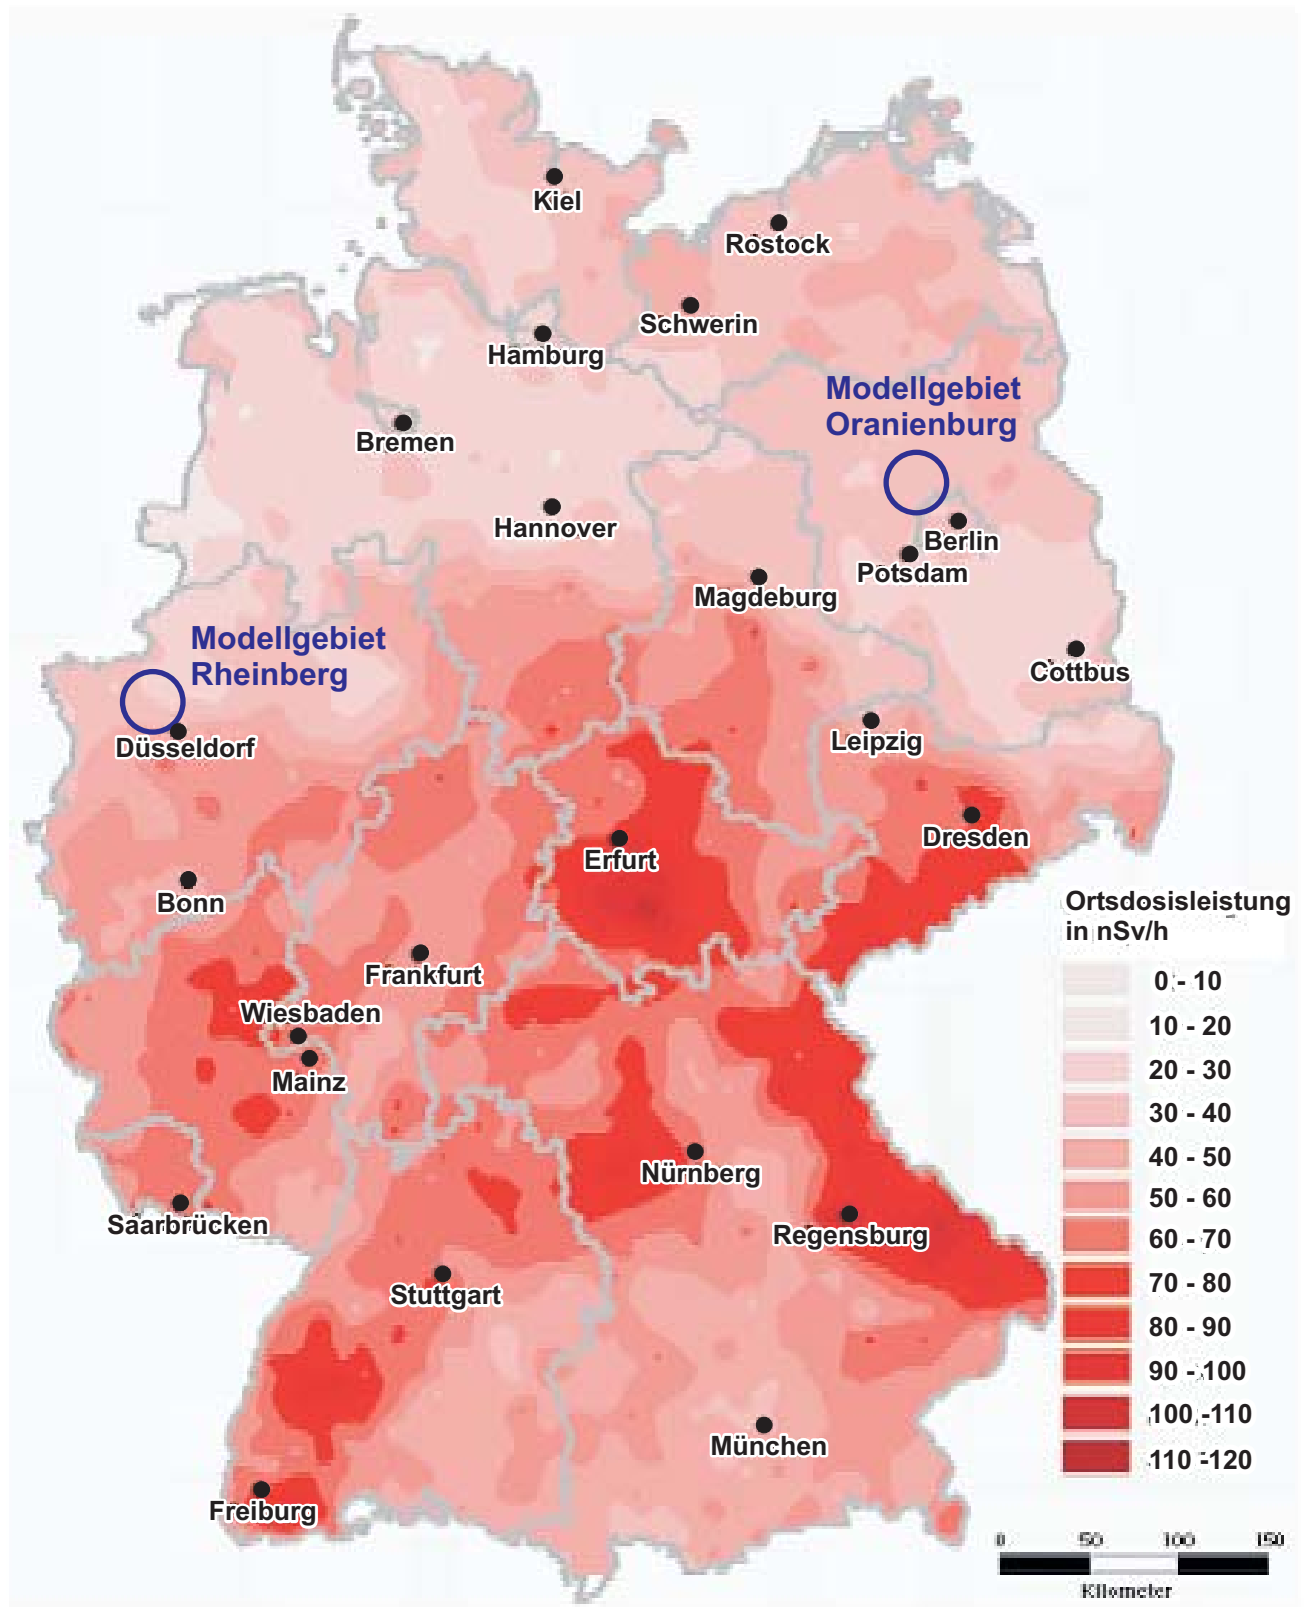 Kiel
Rostock
Schwerin
Hamburg
Modellgebiet
Oranienburg
Bremen
Hannover
Berlin
Potsdam
Magdeburg
Modellgebiet
Rheinberg
Cottbus
Düsseldorf
Leipzig
Dresden
Erfurt
Bonn
Ortsdosisleistung
in nSv/h
Frankfurt
0 - 10
Wiesbaden
10 - 20
Mainz
20 - 30
30 - 40
40 - 50
Nürnberg
50 - 60
Saarbrücken
Regensburg
60 - 70
70 - 80
Stuttgart
80 - 90
90 - 100
100 -110
München
110 -120
Freiburg
0 50 100 150
Kilometer